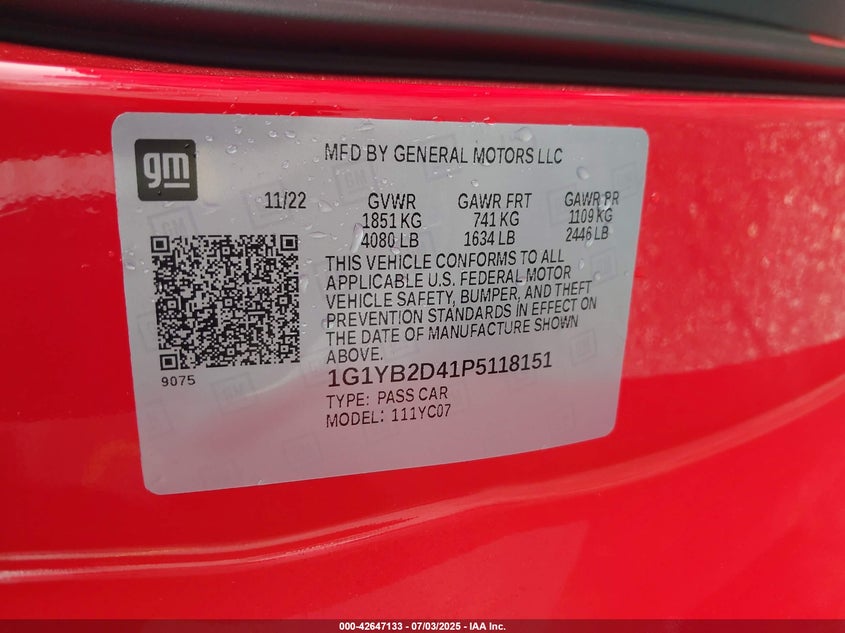 gm
MFD BY GENERAL MOTORS LLC
11/22 GVWR GAWR FRT GAWR RR
1851 KG 741 KG 1109 KG
4080 LB 1634 LB 2446 LB
THIS VEHICLE CONFORMS TO ALL
APPLICABLE U.S. FEDERAL MOTOR
VEHICLE SAFETY, BUMPER, AND THEFT
PREVENTION STANDARDS IN EFFECT ON
THE DATE OF MANUFACTURE SHOWN
ABOVE.
9075
1G1YB2D41P5118151
TYPE: PASS CAR
MODEL: 111YC07
000-42647133 - 07/03/2025 - IAA Inc.